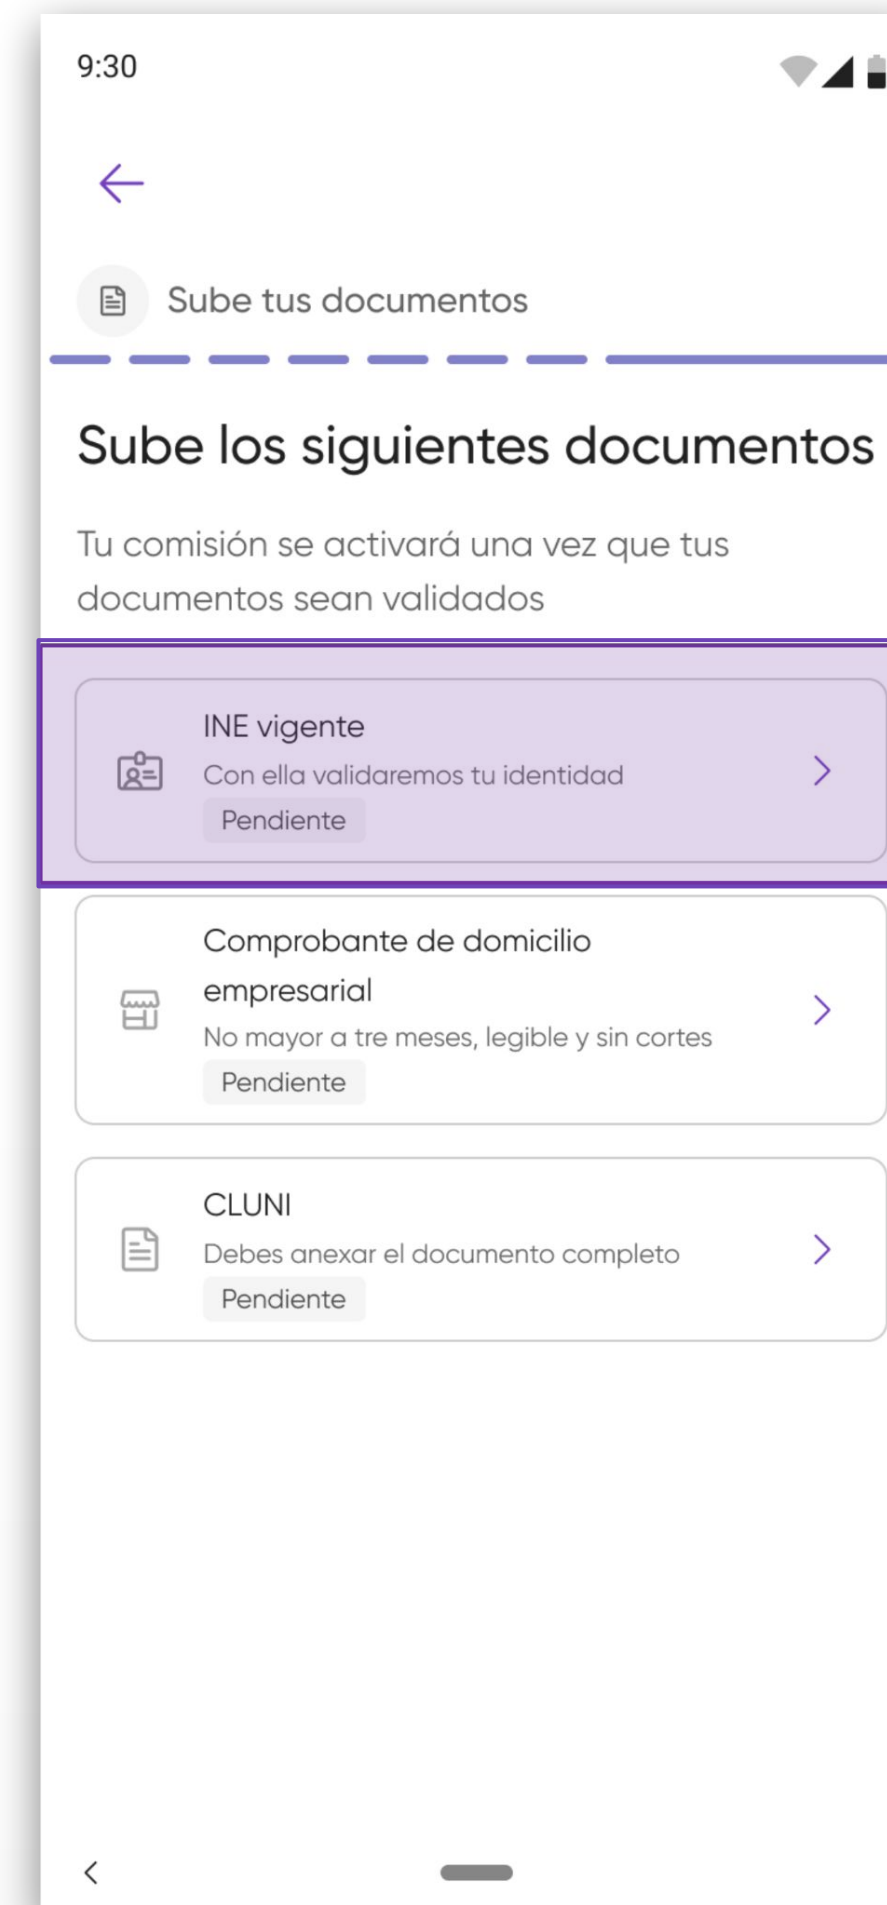 9:30
Sube tus documentos
Sube los siguientes documentos
Tu comisión se activará una vez que tus
documentos sean validados
INE vigente
Con ella validaremos tu identidad
Pendiente
Comprobante de domicilio
empresarial
No mayor a tre meses, legible y sin cortes
Pendiente
CLUNI
Debes anexar el documento completo
Pendiente